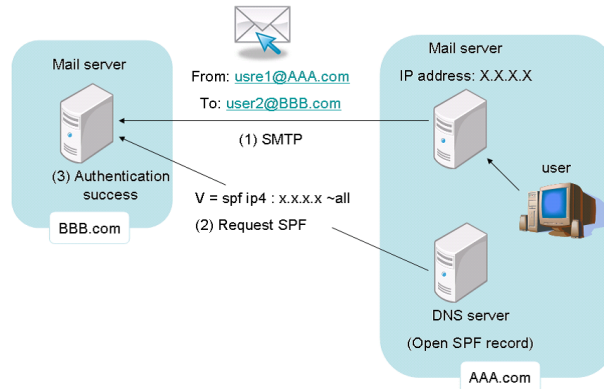 Mail server
Mail server
IP address: X.X.X.X
From: usre1@AAA.com
To: user2@BBB.com
(1) SMTP
user
(3) Authentication
success
V = spf ip4 : x.x.x.x ~all
(2) Request SPF
BBB.com
DNS server
(Open SPF record)
AAA.com